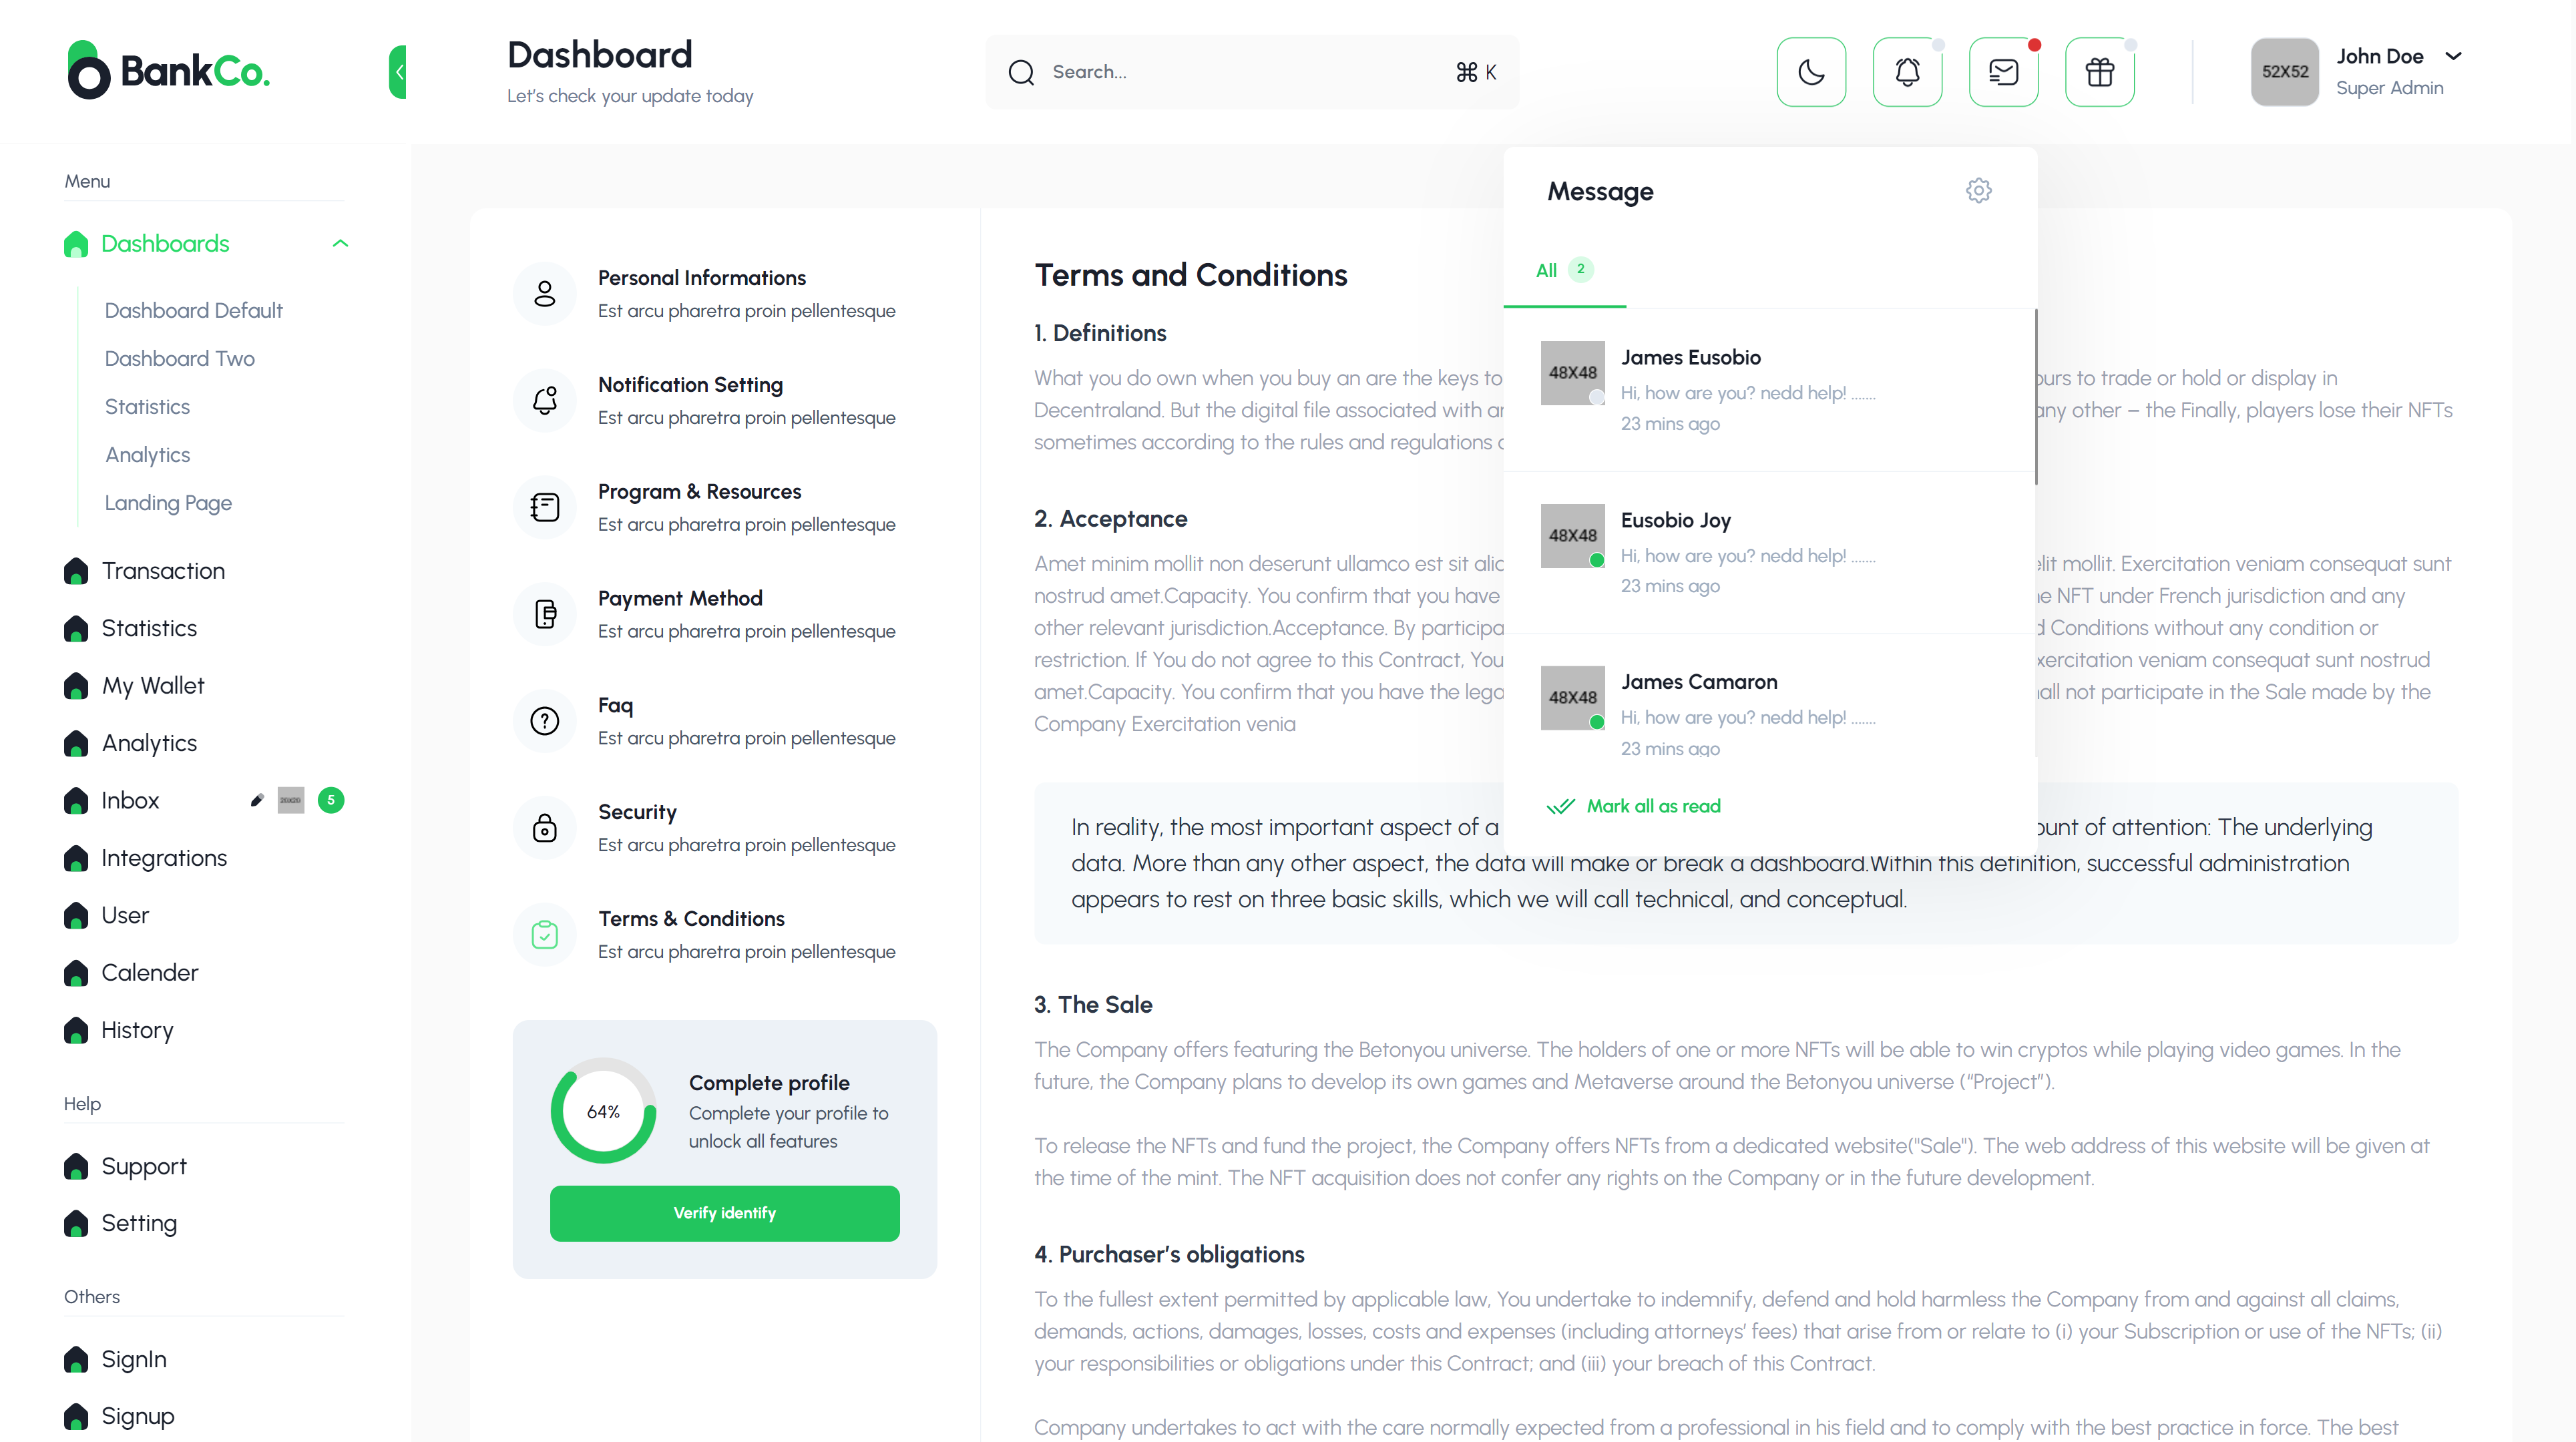 BankCo.
Dashboard
Let's check your update today
Search...
⌘ K
52X52
John Doe
Super Admin
Menu
Dashboards
Dashboard Default
Dashboard Two
Statistics
Analytics
Landing Page
Transaction
Statistics
My Wallet
Analytics
Inbox
20X20
5
Integrations
User
Calender
History
Help
Support
Setting
Others
SignIn
Signup
Personal Informations
Est arcu pharetra proin pellentesque
Notification Setting
Est arcu pharetra proin pellentesque
Program & Resources
Est arcu pharetra proin pellentesque
Payment Method
Est arcu pharetra proin pellentesque
Faq
Est arcu pharetra proin pellentesque
Security
Est arcu pharetra proin pellentesque
Terms & Conditions
Est arcu pharetra proin pellentesque
64%
Complete profile
Complete your profile to
unlock all features
Verify identify
Terms and Conditions
1. Definitions
What you do own when you buy an are the keys to ours to trade or hold or display in
Decentraland. But the digital file associated with any other – the Finally, players lose their NFTs
sometimes according to the rules and regulations
2. Acceptance
Amet minim mollit non deserunt ullamco est sit elit mollit. Exercitation veniam consequat sunt
nostrud amet.Capacity. You confirm that you have NFT under French jurisdiction and any
other relevant jurisdiction.Acceptance. By Conditions without any condition or
restriction. If You do not agree to this Contract, You veniam consequat sunt nostrud
amet.Capacity. You confirm that you have the not participate in the Sale made by the
Company Exercitation venia
In reality, the most important aspect of a of attention: The underlying
data. More than any other aspect, the data will make or break a dashboard.Within this definition, successful administration
appears to rest on three basic skills, which we will call technical, and conceptual.
3. The Sale
The Company offers featuring the Betonyou universe. The holders of one or more NFTs will be able to win cryptos while playing video games. In the
future, the Company plans to develop its own games and Metaverse around the Betonyou universe (“Project”).
To release the NFTs and fund the project, the Company offers NFTs from a dedicated website("Sale"). The web address of this website will be given at
the time of the mint. The NFT acquisition does not confer any rights on the Company or in the future development.
4. Purchaser’s obligations
To the fullest extent permitted by applicable law, You undertake to indemnify, defend and hold harmless the Company from and against all claims,
demands, actions, damages, losses, costs and expenses (including attorneys’ fees) that arise from or relate to (i) your Subscription or use of the NFTs; (ii)
your responsibilities or obligations under this Contract; and (iii) your breach of this Contract.
Company undertakes to act with the care normally expected from a professional in his field and to comply with the best practice in force. The best
Message
All
2
48X48
James Eusobio
Hi, how are you? nedd help! .......
23 mins ago
48X48
Eusobio Joy
Hi, how are you? nedd help! .......
23 mins ago
48X48
James Camaron
Hi, how are you? nedd help! .......
23 mins ago
Mark all as read